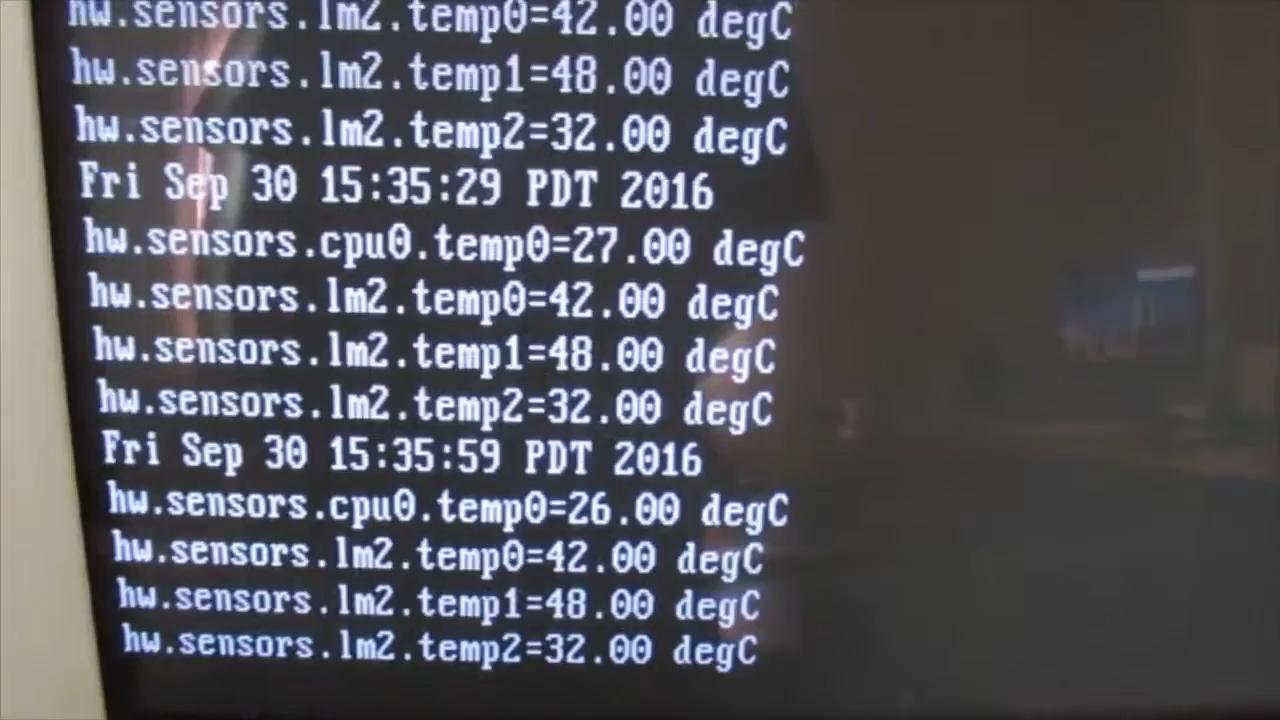 hw.sensors.lm2.temp0=42.00 degC
hw.sensors.lm2.temp1=48.00 degC
hw.sensors.lm2.temp2=32.00 degC
Fri Sep 30 15:35:29 PDT 2016
hw.sensors.cpu0.temp0=27.00 degC
hw.sensors.lm2.temp0=42.00 degC
hw.sensors.lm2.temp1=48.00 degC
hw.sensors.lm2.temp2=32.00 degC
Fri Sep 30 15:35:59 PDT 2016
hw.sensors.cpu0.temp0=26.00 degC
hw.sensors.lm2.temp0=42.00 degC
hw.sensors.lm2.temp1=48.00 degC
hw.sensors.lm2.temp2=32.00 degC